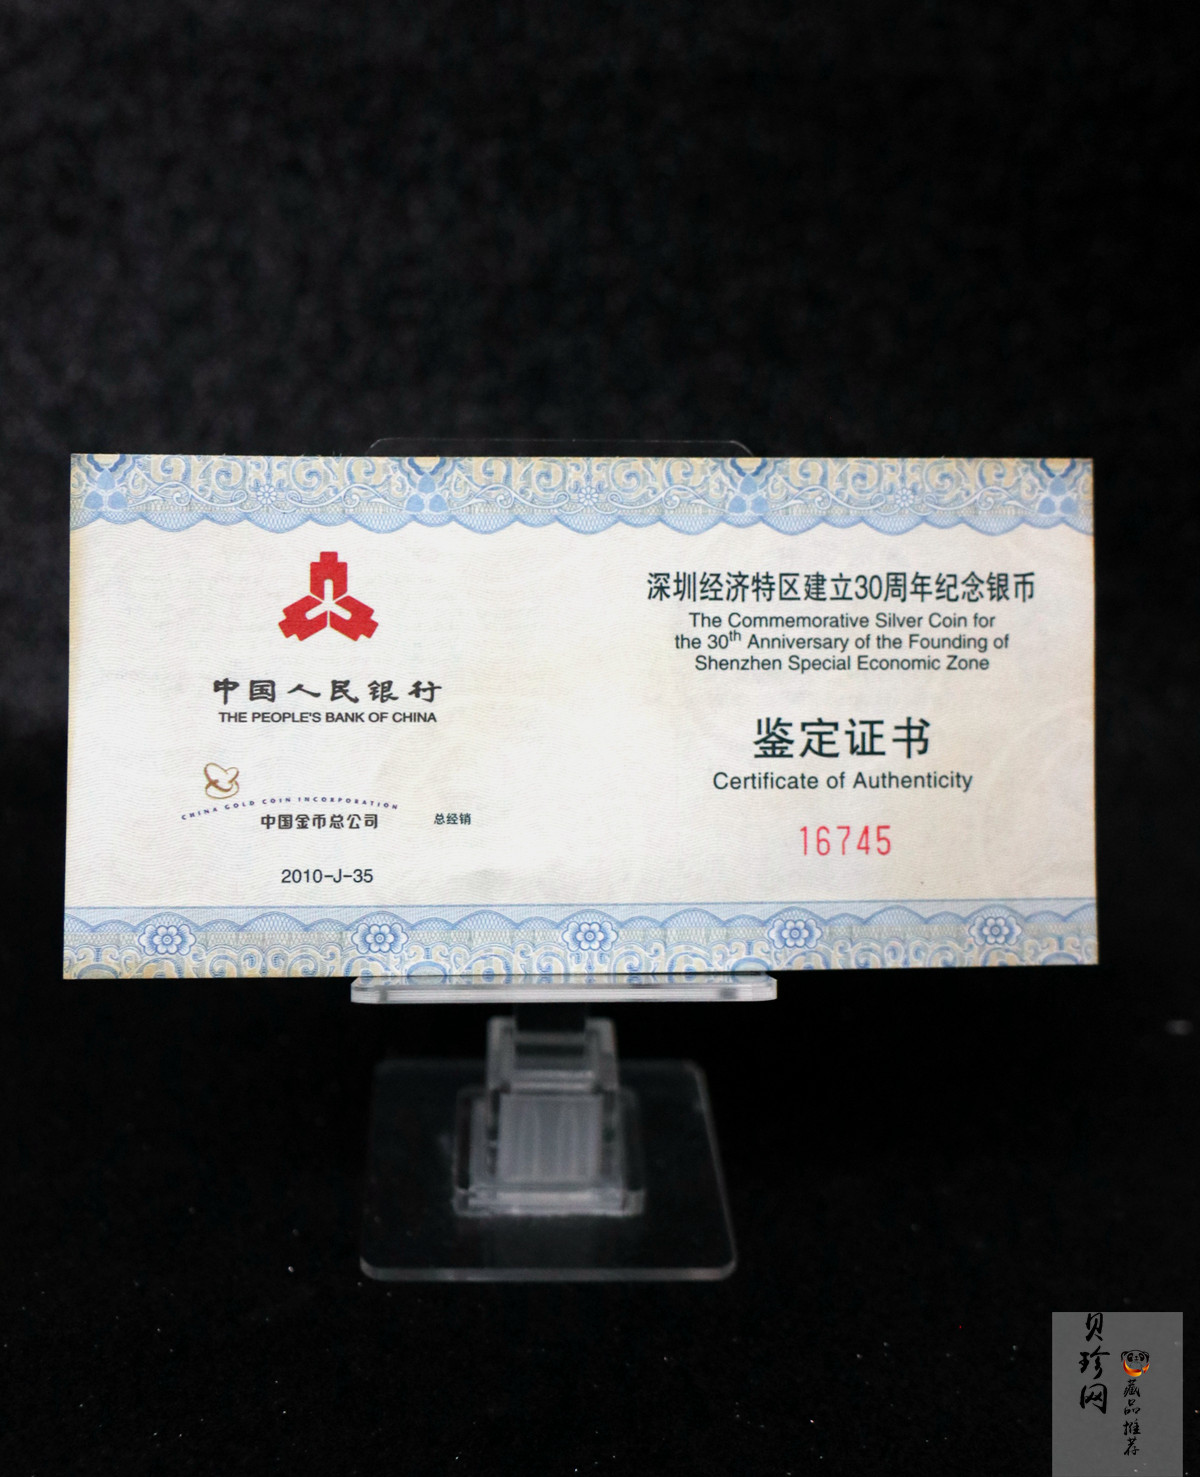 中国人民银行
THE PEOPLE'S BANK OF CHINA
CHINA GOLD COIN INCORPORATION
中国金币总公司 总经销
2010-J-35
深圳经济特区建立30周年纪念银币
The Commemorative Silver Coin for
the 30th Anniversary of the Founding of
Shenzhen Special Economic Zone
鉴定证书
Certificate of Authenticity
16745
贝珍网
藏品推荐